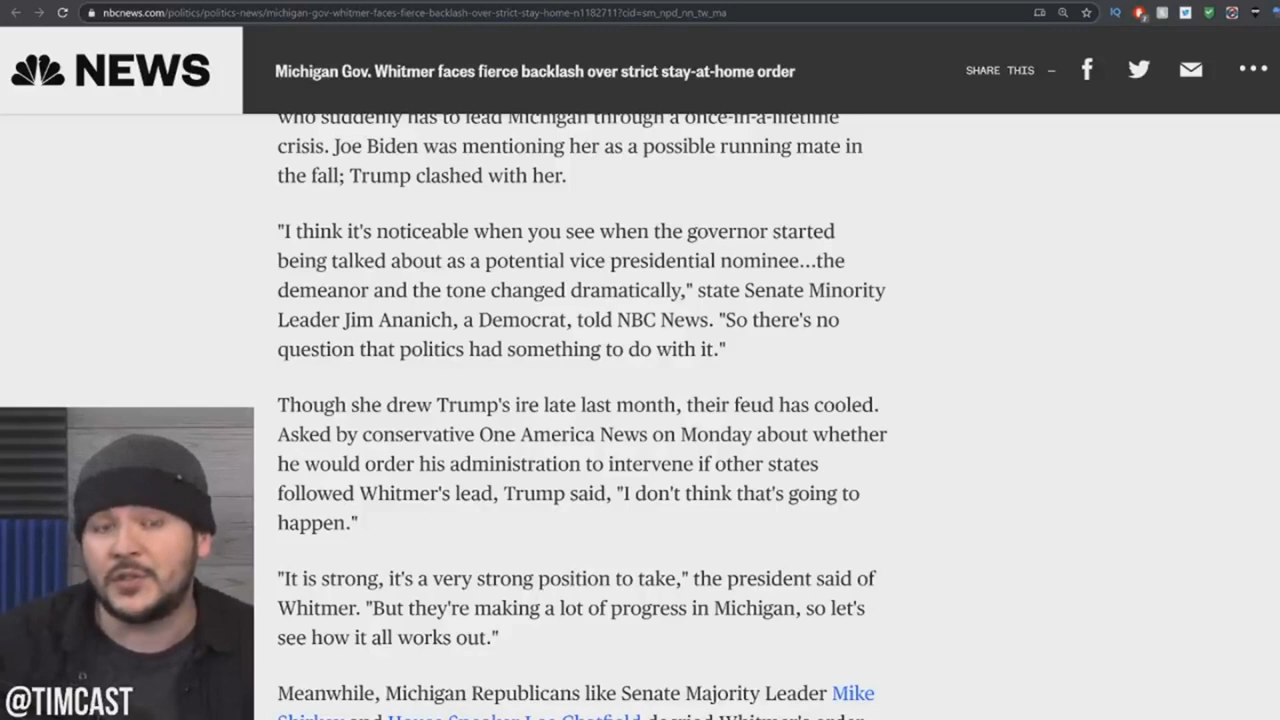 nbcnews.com/politics/politics-news/michigan-gov-whitmer-faces-fierce-backlash-over-strict-stay-home-n1182711?cid=sm_npd_nn_tw_ma
NEWS
Michigan Gov. Whitmer faces fierce backlash over strict stay-at-home order
SHARE THIS –
who suddenly has to lead Michigan through a once-in-a-lifetime
crisis. Joe Biden was mentioning her as a possible running mate in
the fall; Trump clashed with her.
"I think it's noticeable when you see when the governor started
being talked about as a potential vice presidential nominee...the
demeanor and the tone changed dramatically," state Senate Minority
Leader Jim Ananich, a Democrat, told NBC News. "So there's no
question that politics had something to do with it."
Though she drew Trump's ire late last month, their feud has cooled.
Asked by conservative One America News on Monday about whether
he would order his administration to intervene if other states
followed Whitmer's lead, Trump said, "I don't think that's going to
happen."
"It is strong, it's a very strong position to take," the president said of
Whitmer. "But they're making a lot of progress in Michigan, so let's
see how it all works out."
Meanwhile, Michigan Republicans like Senate Majority Leader Mike
Shirkey and House Speaker Lee Chatfield decried Whitmer's order
@TIMCAST